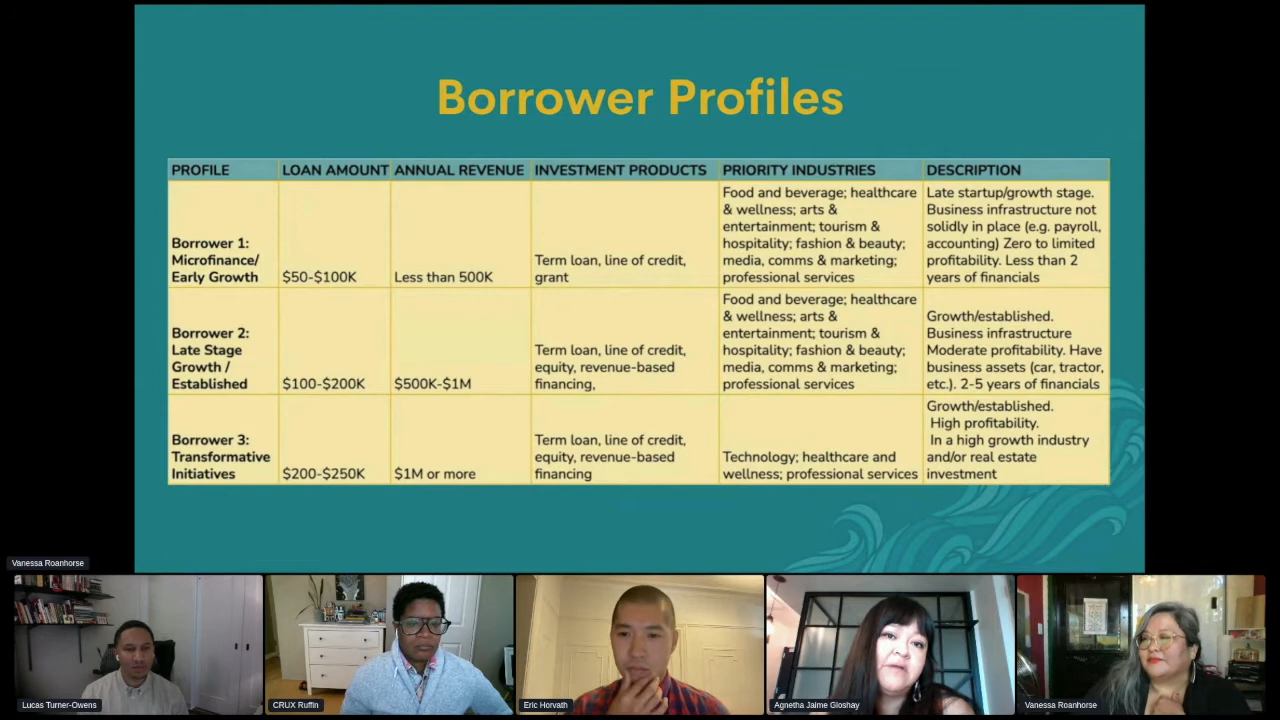 Borrower Profiles
PROFILE
LOAN AMOUNT
ANNUAL REVENUE
INVESTMENT PRODUCTS
PRIORITY INDUSTRIES
DESCRIPTION
Borrower 1:
Microfinance/
Early Growth
$50-$100K
Less than 500K
Term loan, line of credit,
grant
Food and beverage; healthcare
& wellness; arts &
entertainment; tourism &
hospitality; fashion & beauty;
media, comms & marketing;
professional services
Late startup/growth stage.
Business infrastructure not
solidly in place (e.g. payroll,
accounting) Zero to limited
profitability. Less than 2
years of financials
Borrower 2:
Late Stage
Growth /
Established
$100-$200K
$500K-$1M
Term loan, line of credit,
equity, revenue-based
financing,
Food and beverage; healthcare
& wellness; arts &
entertainment; tourism &
hospitality; fashion & beauty;
media, comms & marketing;
professional services
Growth/established.
Business infrastructure
Moderate profitability. Have
business assets (car, tractor,
etc.). 2-5 years of financials
Borrower 3:
Transformative
Initiatives
$200-$250K
$1M or more
Term loan, line of credit,
equity, revenue-based
financing
Technology; healthcare and
wellness; professional services
Growth/established.
High profitability.
In a high growth industry
and/or real estate
investment
Vanessa Roanhorse
Lucas Turner-Owens
CRUX Ruffin
Eric Horvath
Agnetha Jaime Gloshay
Vanessa Roanhorse